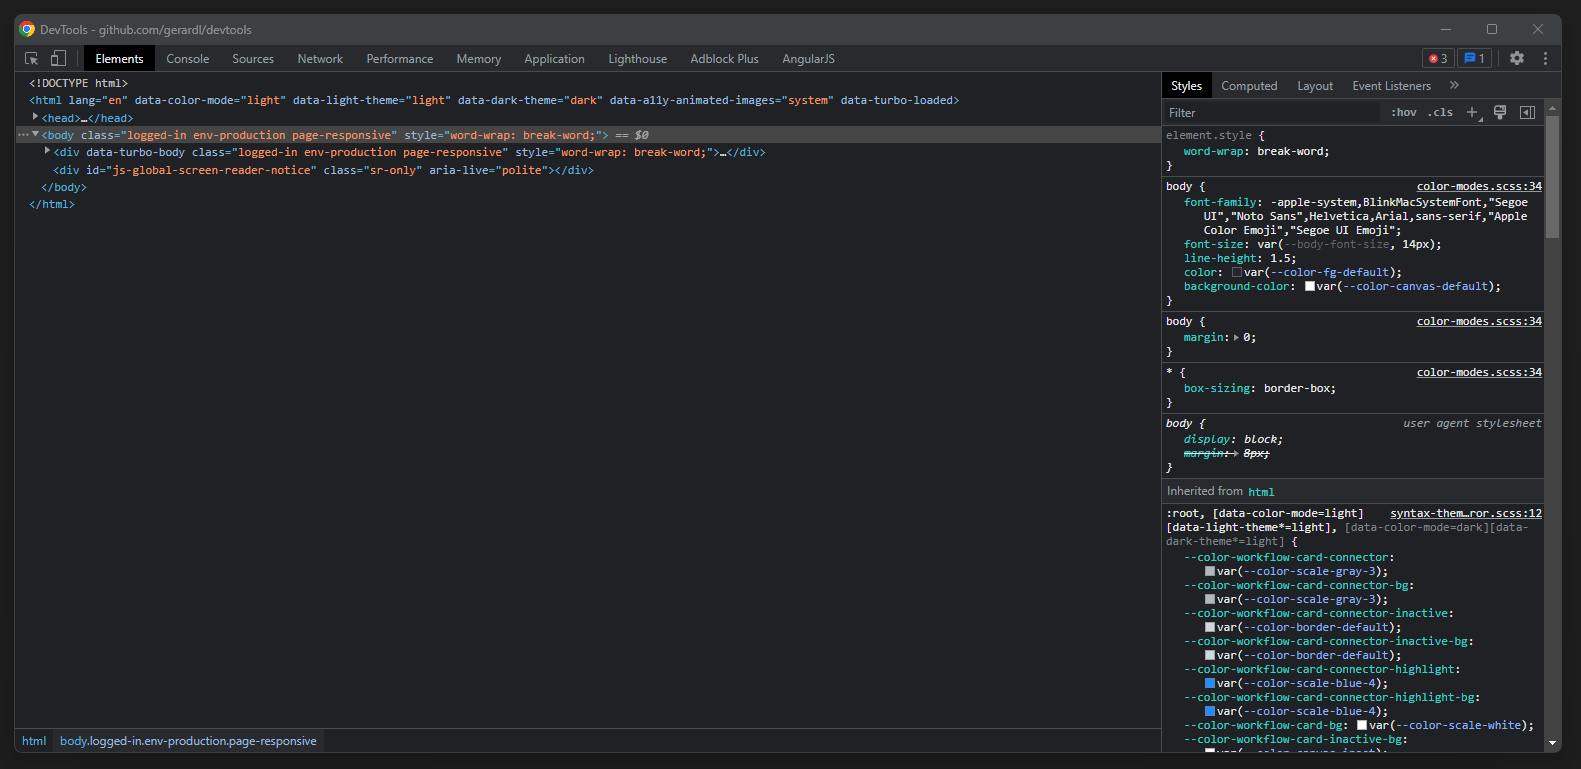 DevTools - github.com/gerardl/devtools
Elements Console Sources Network Performance Memory Application Lighthouse Adblock Plus AngularJS 3 1
<!DOCTYPE html>
<html lang="en" data-color-mode="light" data-light-theme="light" data-dark-theme="dark" data-a11y-animated-images="system" data-turbo-loaded>
<head>…</head>
<body class="logged-in env-production page-responsive" style="word-wrap: break-word;"> == $0
<div data-turbo-body class="logged-in env-production page-responsive" style="word-wrap: break-word;">…</div>
<div id="js-global-screen-reader-notice" class="sr-only" aria-live="polite"></div>
</body>
</html>
html body.logged-in.env-production.page-responsive
Styles Computed Layout Event Listeners »
Filter :hov .cls +
element.style {
word-wrap: break-word;
}
body { color-modes.scss:34
font-family: -apple-system,BlinkMacSystemFont,"Segoe
UI","Noto Sans",Helvetica,Arial,sans-serif,"Apple
Color Emoji","Segoe UI Emoji";
font-size: var(--body-font-size, 14px);
line-height: 1.5;
color: var(--color-fg-default);
background-color: var(--color-canvas-default);
}
body { color-modes.scss:34
margin: 0;
}
* { color-modes.scss:34
box-sizing: border-box;
}
body { user agent stylesheet
display: block;
margin: 8px;
}
Inherited from html
:root, [data-color-mode=light] syntax-them…ror.scss:12
[data-light-theme*=light], [data-color-mode=dark][data-
dark-theme*=light] {
--color-workflow-card-connector:
var(--color-scale-gray-3);
--color-workflow-card-connector-bg:
var(--color-scale-gray-3);
--color-workflow-card-connector-inactive:
var(--color-border-default);
--color-workflow-card-connector-inactive-bg:
var(--color-border-default);
--color-workflow-card-connector-highlight:
var(--color-scale-blue-4);
--color-workflow-card-connector-highlight-bg:
var(--color-scale-blue-4);
--color-workflow-card-bg: var(--color-scale-white);
--color-workflow-card-inactive-bg: